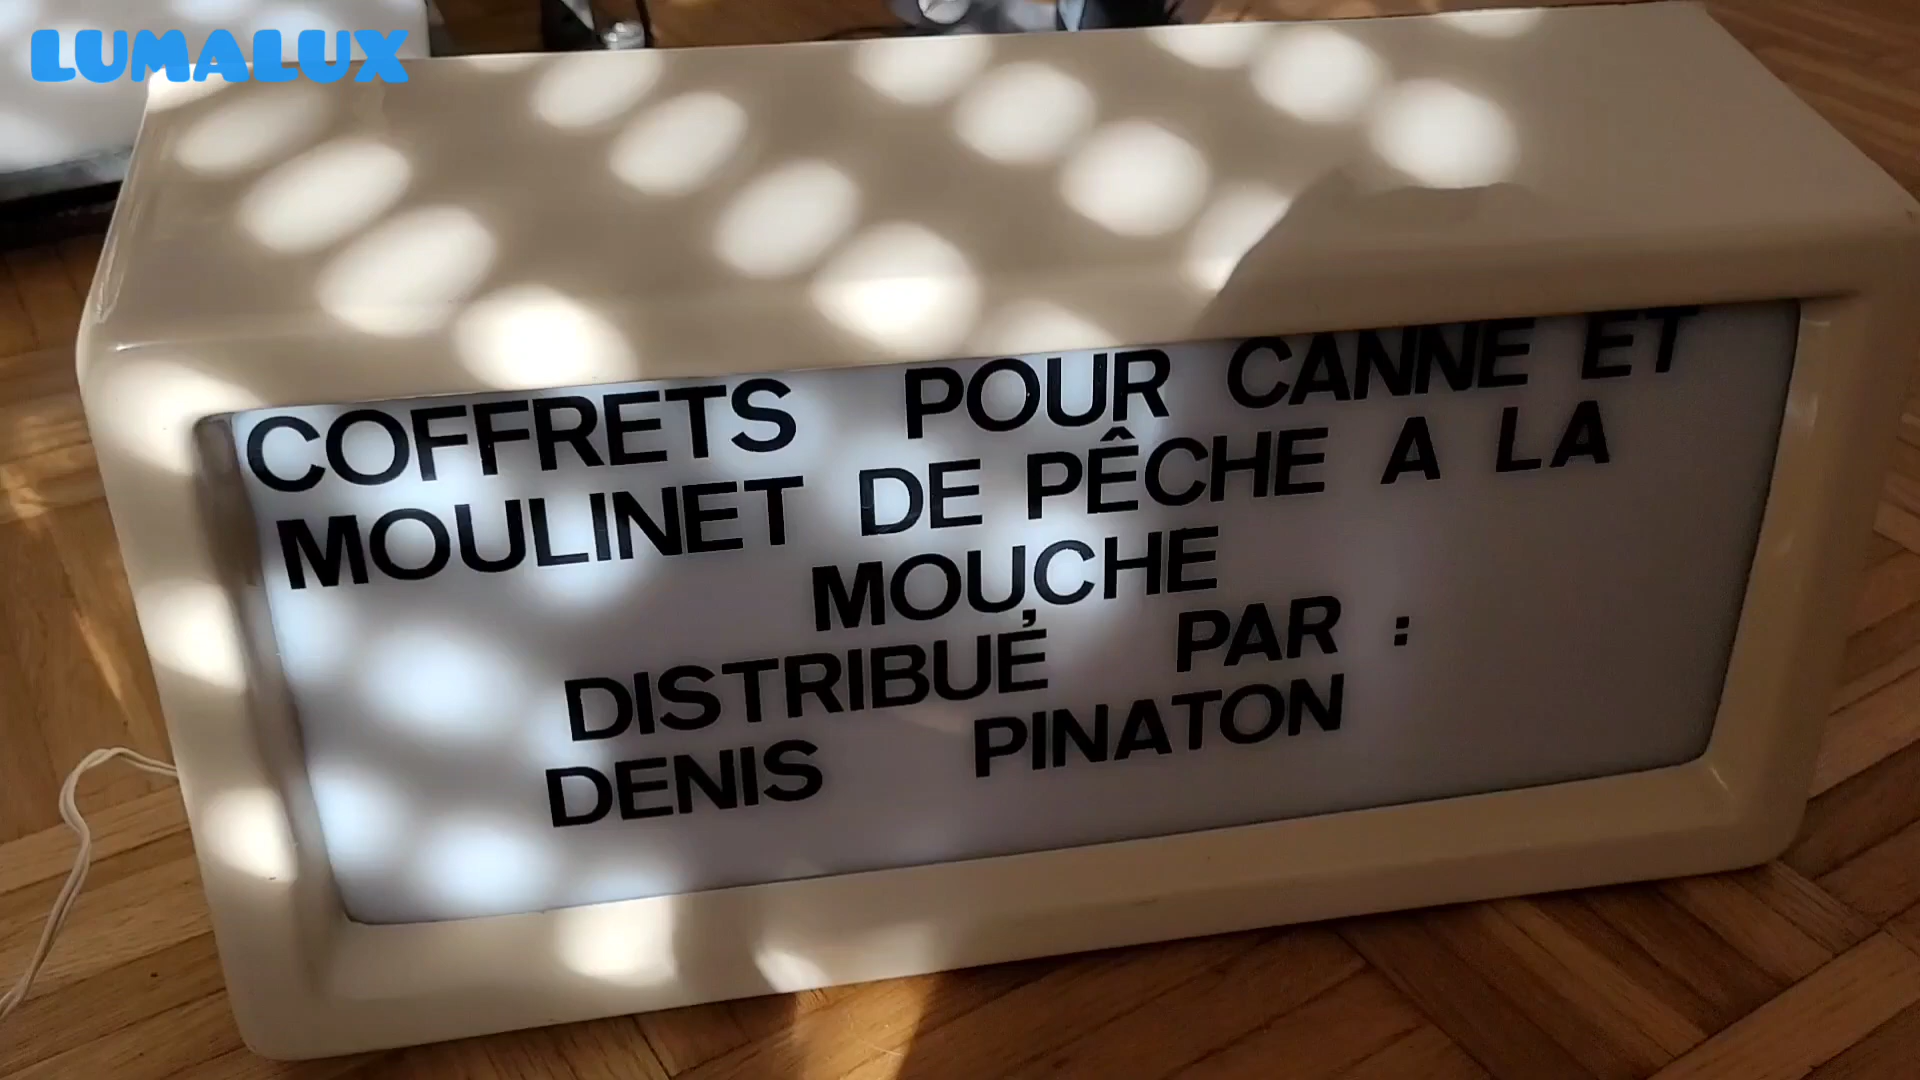 LUMALUX
COFFRETS POUR CANNE ET
MOULINET DE PÊCHE A LA
MOUCHE
DISTRIBUÉ PAR :
DENIS PINATON